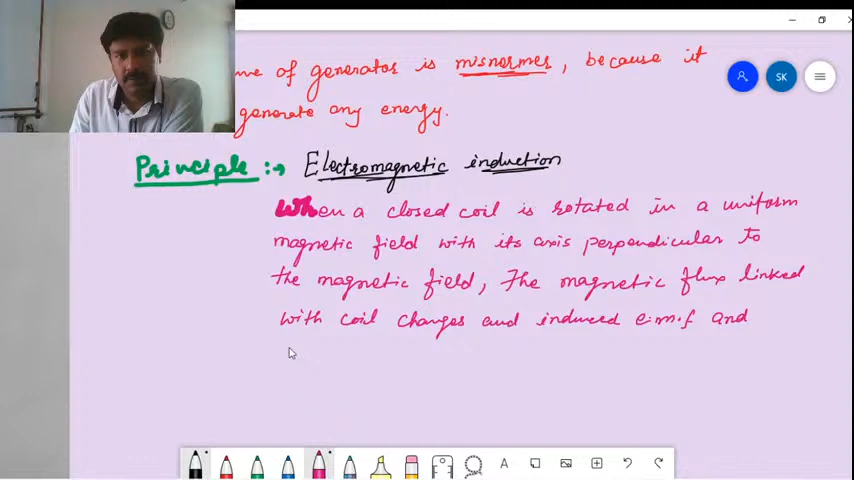 me of generator is misnormer, because it
generate any energy.
Principle :→ Electromagnetic induction
When a closed coil is rotated in a uniform
magnetic field with its axis perpendicular to
the magnetic field, The magnetic flux linked
with coil changes and induced e.m.f and
SK
A